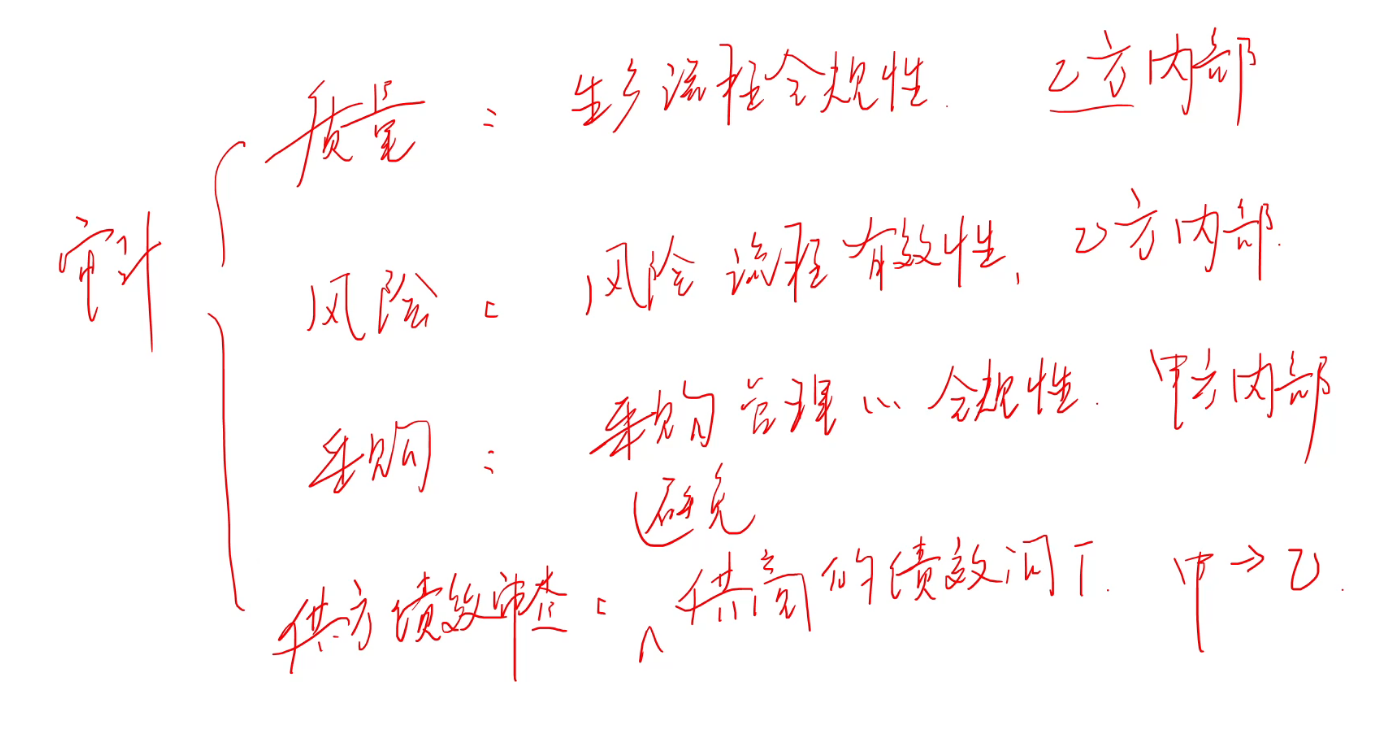 质量：生产流程合规性. 乙方内部
审计
风险：风险流程有效性, 乙方内部.
采购：采购管理 合规性. 甲方内部
避免
供方绩效审查：供商的绩效问T. 甲→乙.